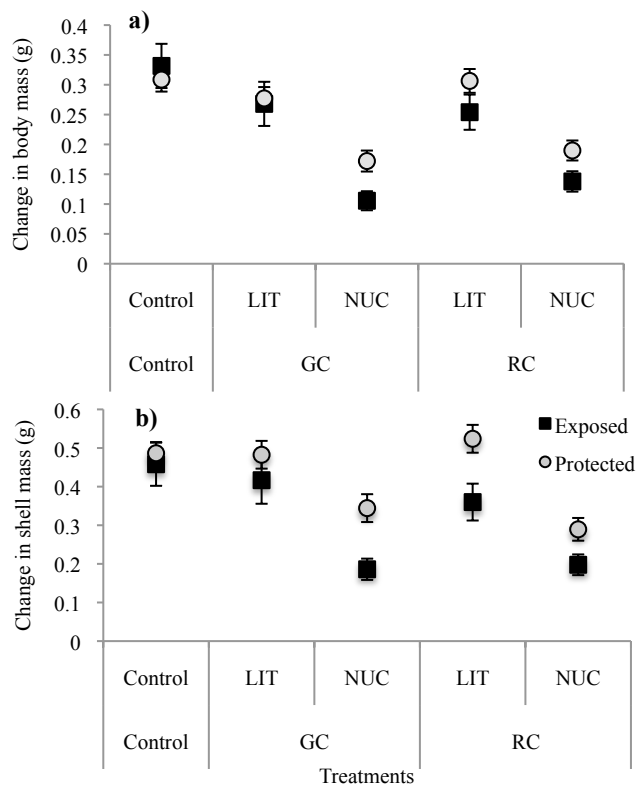 a)
Change in body mass (g)
0.4
0.35
0.3
0.25
0.2
0.15
0.1
0.05
0
Control LIT NUC LIT NUC
Control GC RC
b)
Change in shell mass (g)
0.6
0.5
0.4
0.3
0.2
0.1
0
Exposed
Protected
Control LIT NUC LIT NUC
Control GC RC
Treatments